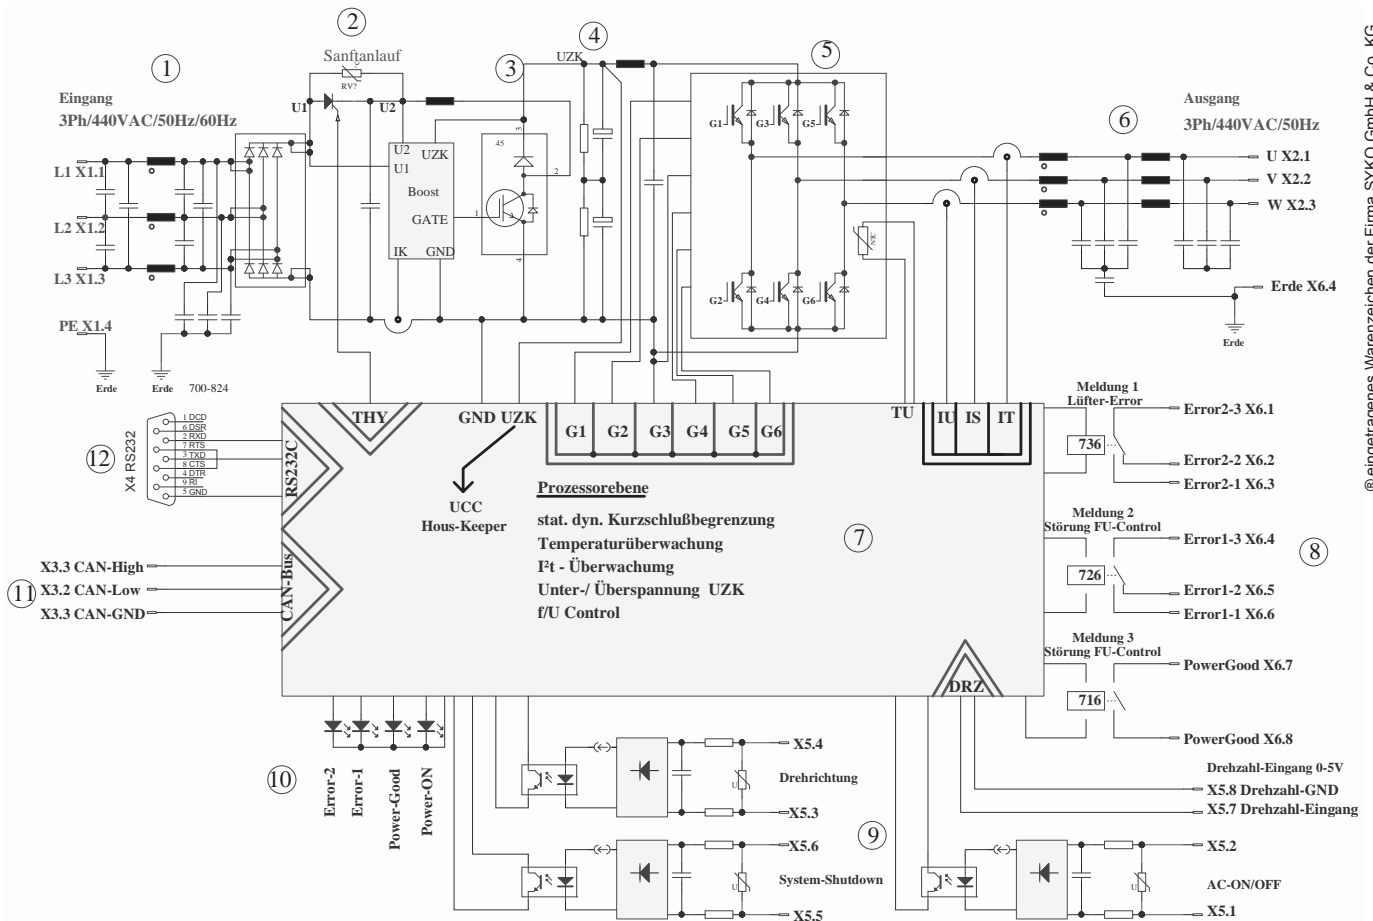 1
Eingang
3Ph/440VAC/50Hz/60Hz
L1 X1.1
L2 X1.2
L3 X1.3
PE X1.4
Erde
Erde
700-824
2
Sanftanlauf
RV?
U1
U2
U2
UZK
U1
Boost
GATE
IK
GND
3
45
3
2
1
4
4
UZK
5
G1
G3
G5
G2
G4
G6
NTC
6
Ausgang
3Ph/440VAC/50Hz
U X2.1
V X2.2
W X2.3
Erde X6.4
Erde
® eingetragenes Warenzeichen der Firma SYKO GmbH & Co. KG
THY
GND UZK
G1
G2
G3
G4
G5
G6
TU
IU
IS
IT
RS232C
CAN-Bus
UCC
Hous-Keeper
Prozessorebene
stat. dyn. Kurzschlußbegrenzung
Temperaturüberwachung
I²t - Überwachumg
Unter-/ Überspannung UZK
f/U Control
7
DRZ
12
X4 RS232
1 DCD
6 DSR
2 RXD
7 RTS
3 TXD
8 CTS
4 DTR
9 RI
5 GND
11
X3.3 CAN-High
X3.2 CAN-Low
X3.3 CAN-GND
Meldung 1
Lüfter-Error
736
Error2-3 X6.1
Error2-2 X6.2
Error2-1 X6.3
Meldung 2
Störung FU-Control
726
Error1-3 X6.4
Error1-2 X6.5
Error1-1 X6.6
8
Meldung 3
Störung FU-Control
716
PowerGood X6.7
PowerGood X6.8
Drehzahl-Eingang 0-5V
X5.8 Drehzahl-GND
X5.7 Drehzahl-Eingang
10
Error-2
Error-1
Power-Good
Power-ON
X5.4
U
Drehrichtung
X5.3
9
X5.6
U
System-Shutdown
X5.5
X5.2
U
AC-ON/OFF
X5.1